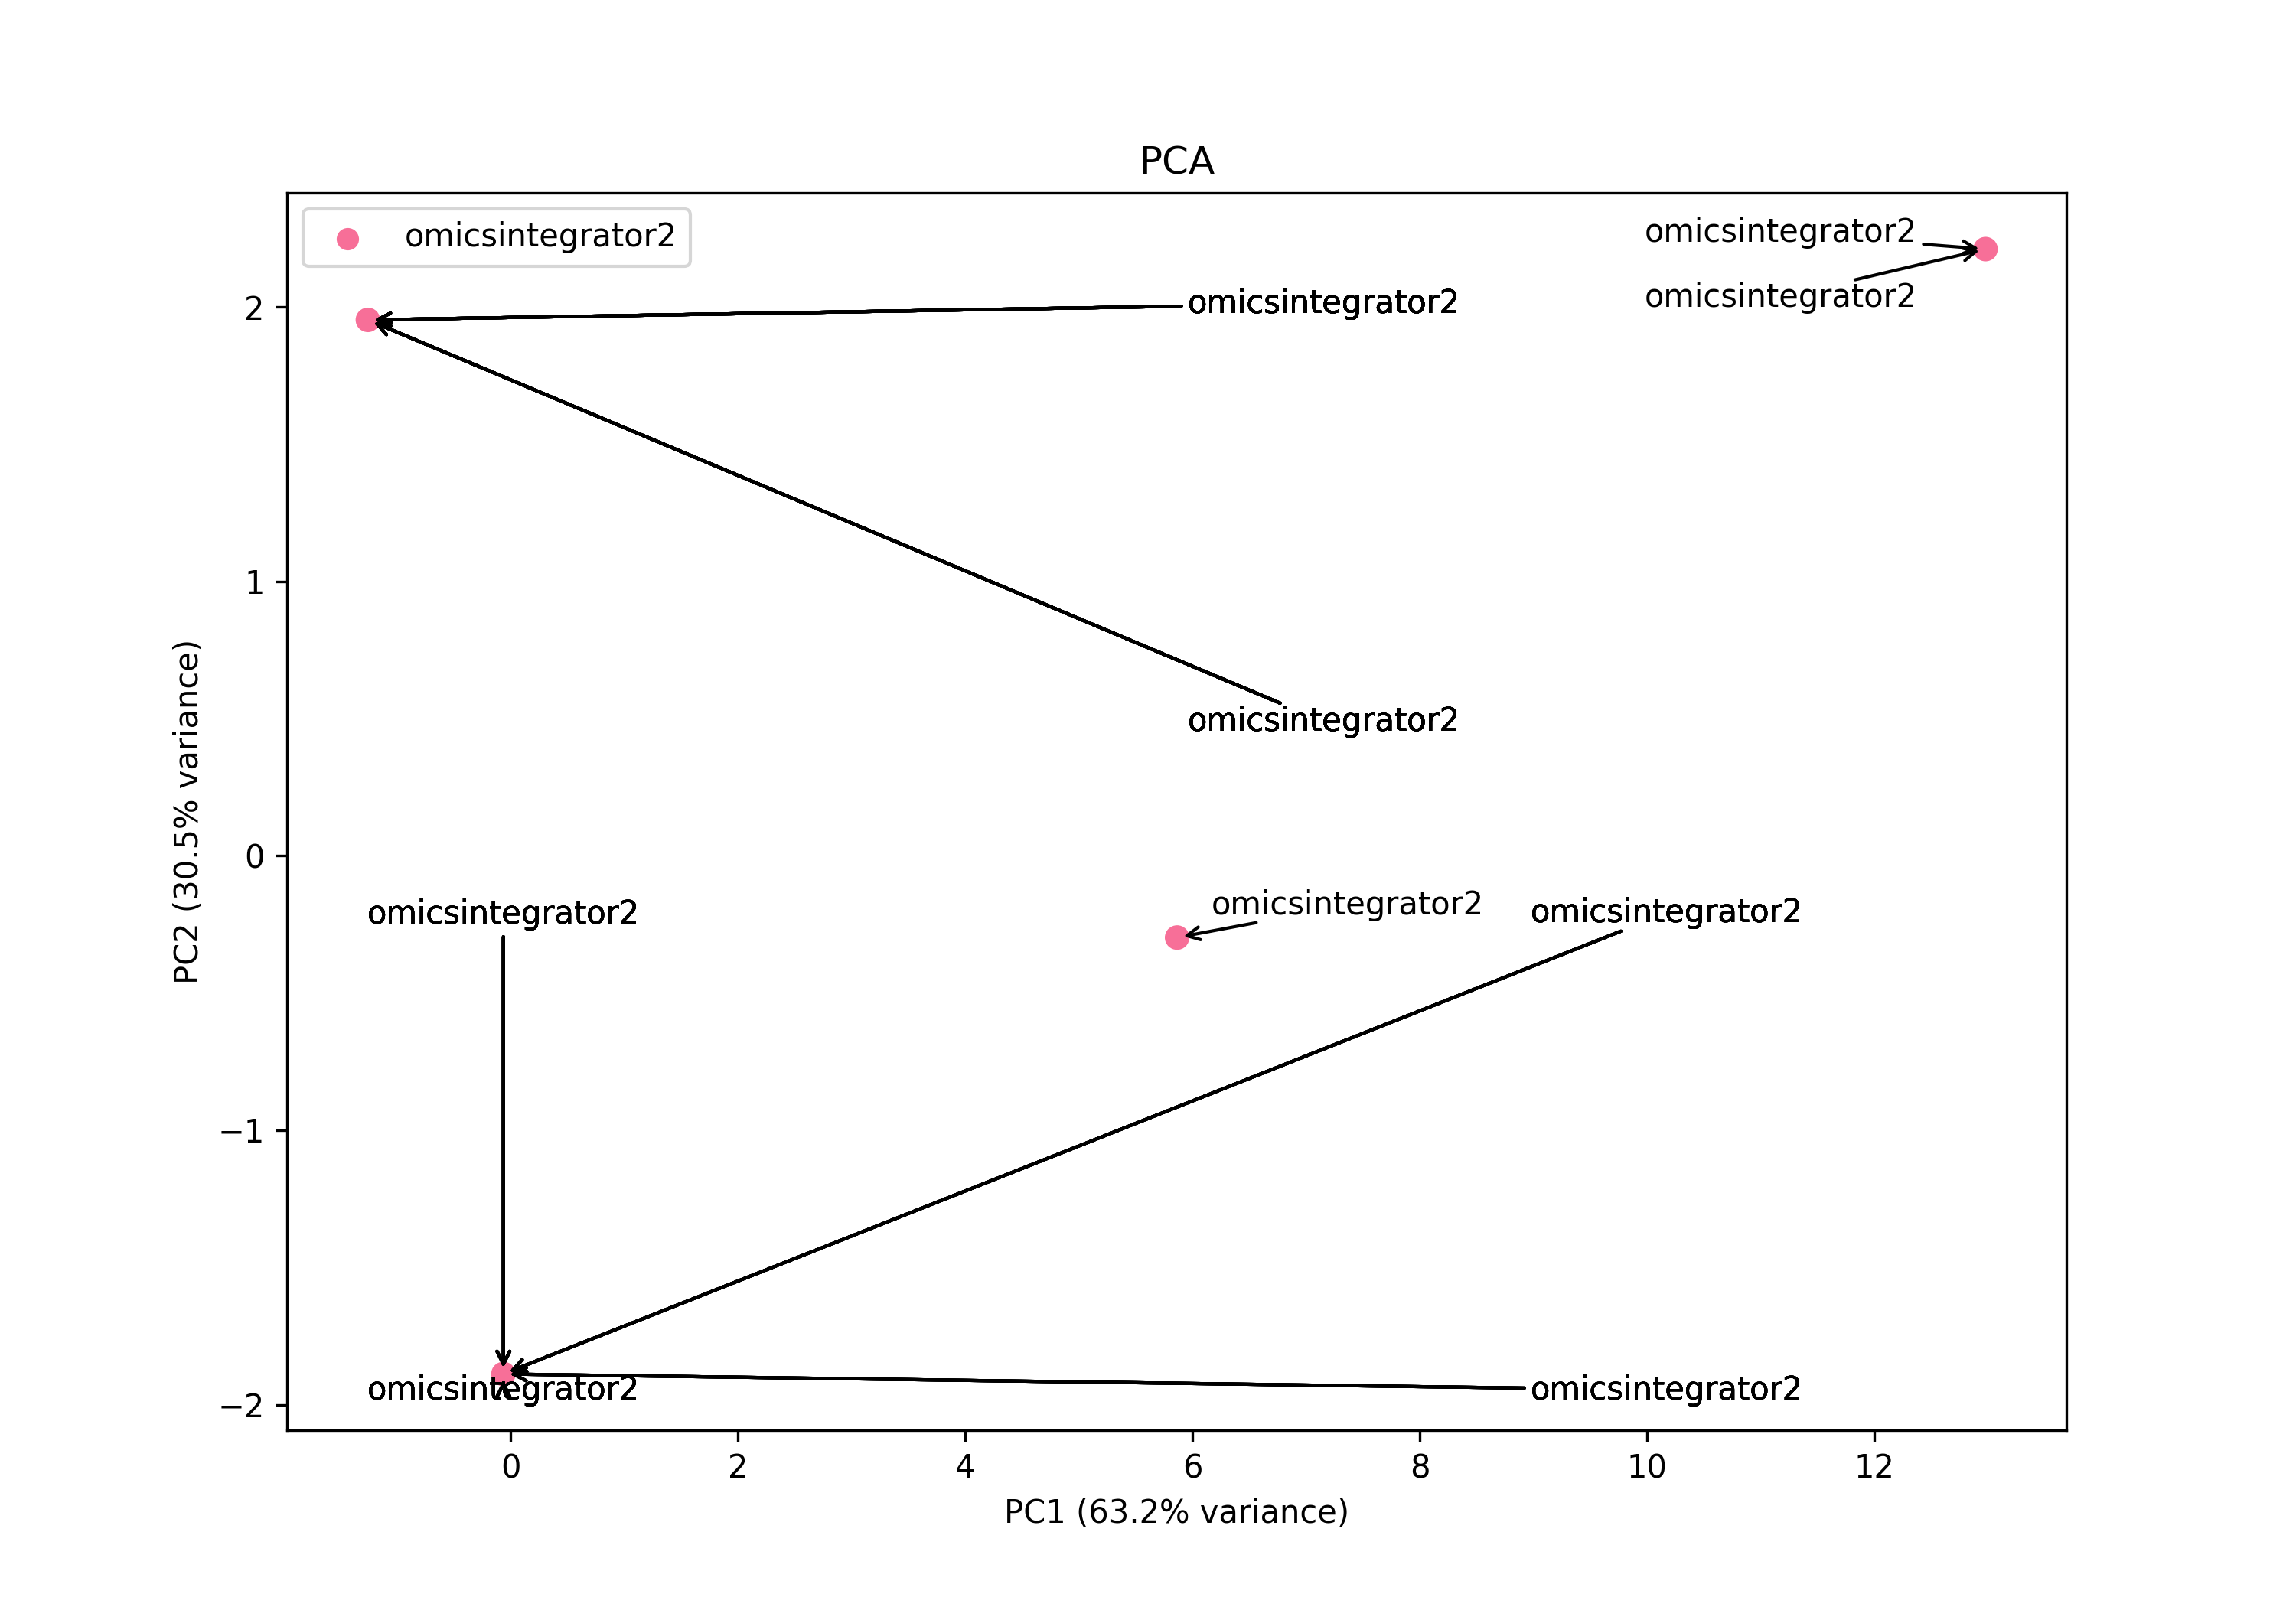 PCA
omicsintegrator2
omicsintegrator2
omicsintegrator2
omicsintegrator2
omicsintegrator2
omicsintegrator2
omicsintegrator2
omicsintegrator2
omicsintegrator2
omicsintegrator2
2
1
0
−1
−2
PC2 (30.5% variance)
0
2
4
6
8
10
12
PC1 (63.2% variance)